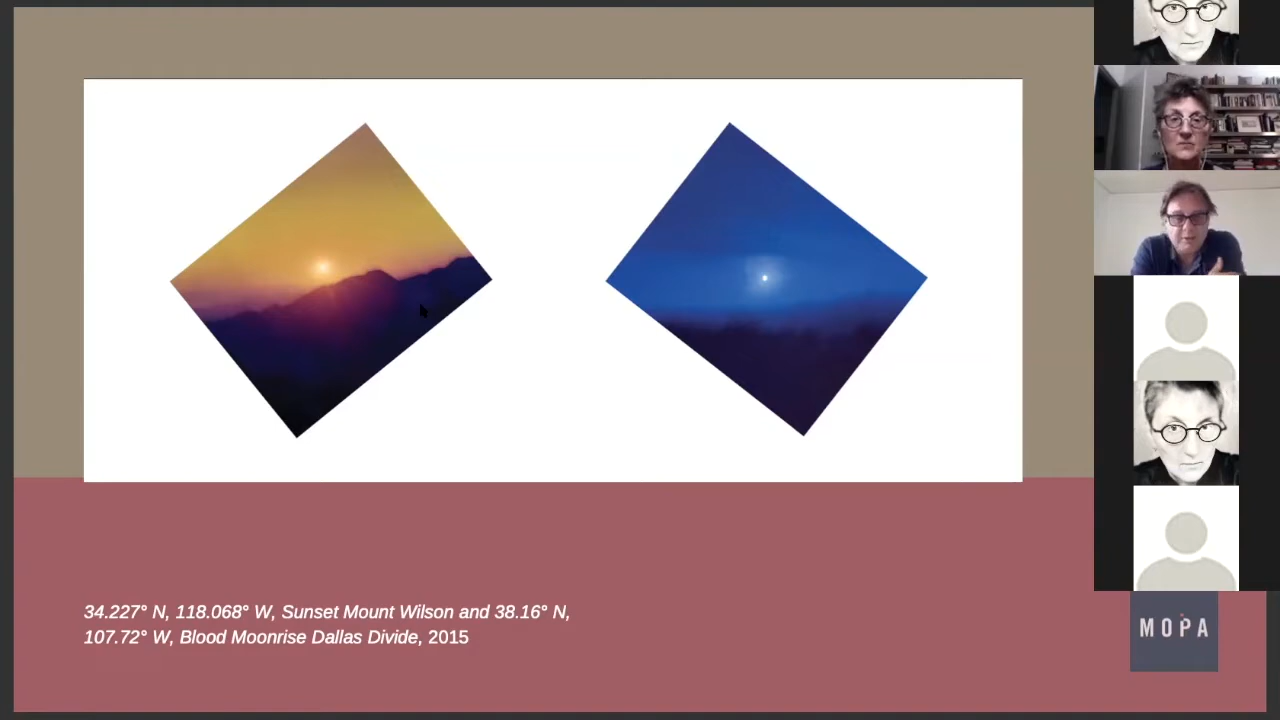 34.227° N, 118.068° W, Sunset Mount Wilson and 38.16° N,
107.72° W, Blood Moonrise Dallas Divide, 2015
MOPA